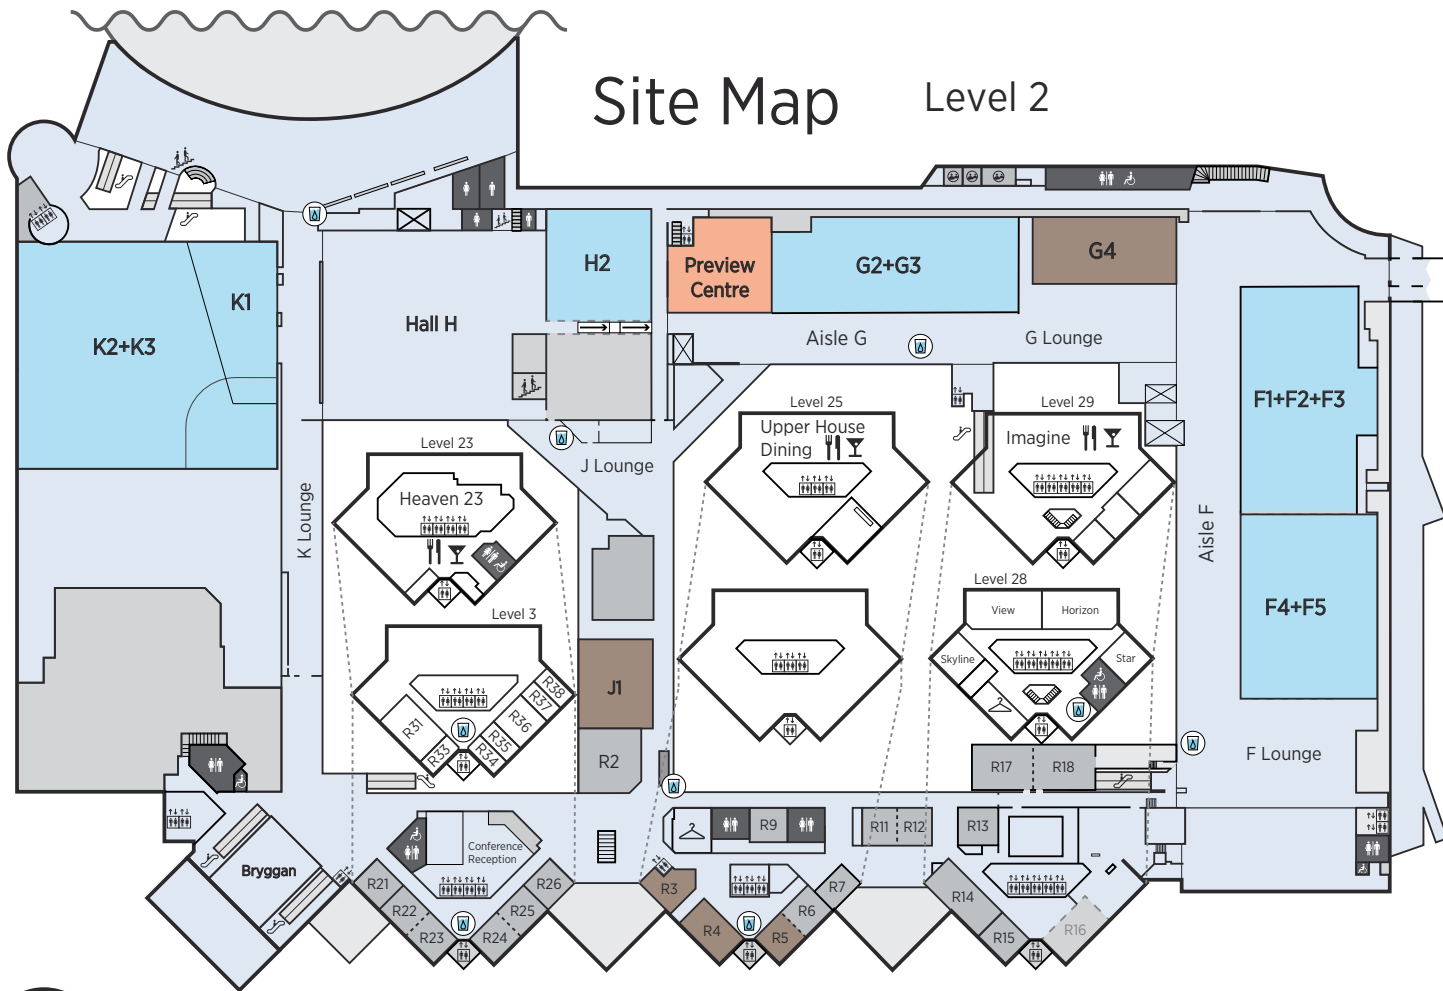 Site Map
Level 2
H2
Preview
Centre
G2+G3
G4
K1
K2+K3
Hall H
Aisle G
G Lounge
F1+F2+F3
Level 25
Level 29
Upper House
Dining
Imagine
Level 23
J Lounge
Heaven 23
K Lounge
Aisle F
Level 28
View
Horizon
F4+F5
Level 3
Skyline
Star
J1
R38
R37
R36
R35
R34
R31
R33
R2
R17
R18
F Lounge
R9
R11
R12
R13
Conference
Reception
Bryggan
R21
R22
R23
R24
R25
R26
R3
R4
R5
R6
R7
R14
R15
R16